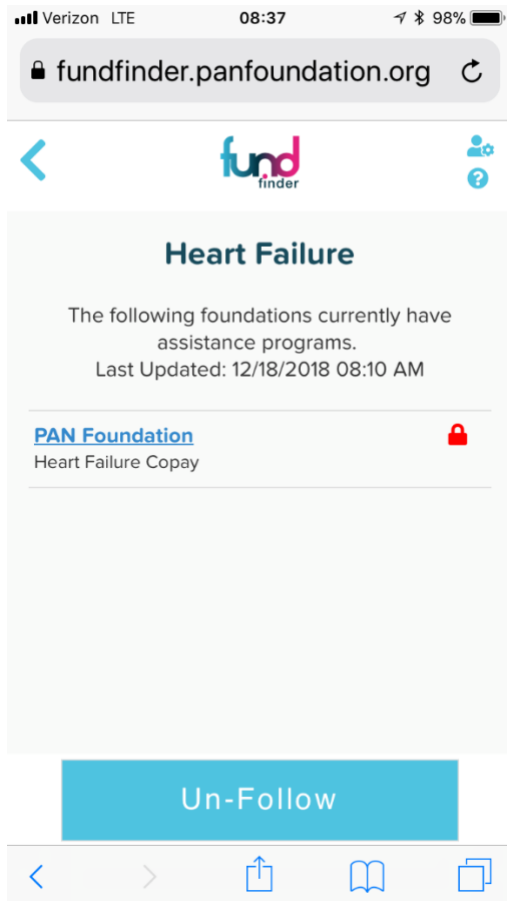 Verizon LTE 08:37 98%
fundfinder.panfoundation.org
fund
finder
Heart Failure
The following foundations currently have
assistance programs.
Last Updated: 12/18/2018 08:10 AM
PAN Foundation
Heart Failure Copay
Un-Follow